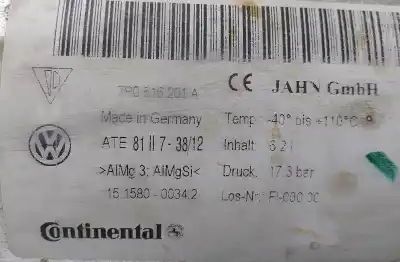 7P0 616 201 A
CE JAHN GmbH
Made in Germany
Temp: -40° bis +110°C
ATE 81 II 7 - 38/12
Inhalt: 6.2 l
>AlMg 3; AlMgSi<
Druck: 17.3 bar
15.1580 - 0034.2
Los-Nr.:
Continental